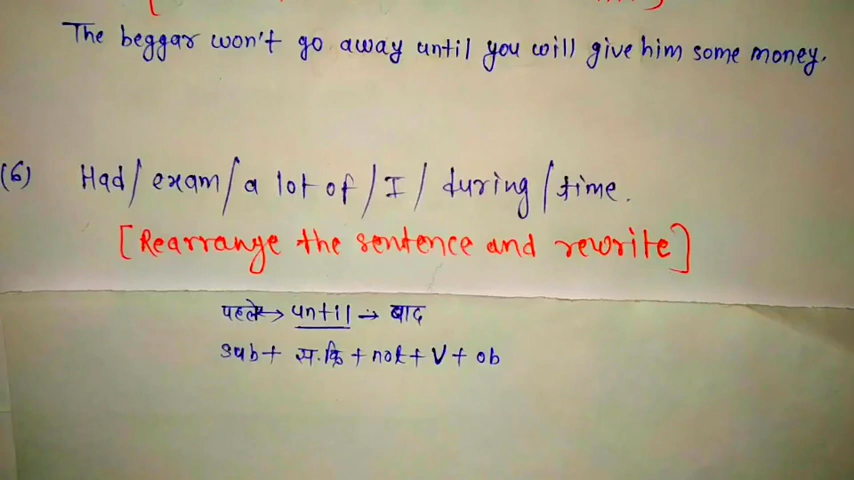 The beggar won't go away until you will give him some money.
(6) Had/ exam/ a lot of / I / during / time.
[Rearrange the sentence and rewrite]
पहले → until → बाद
sub + स.क्रि + not + V + ob